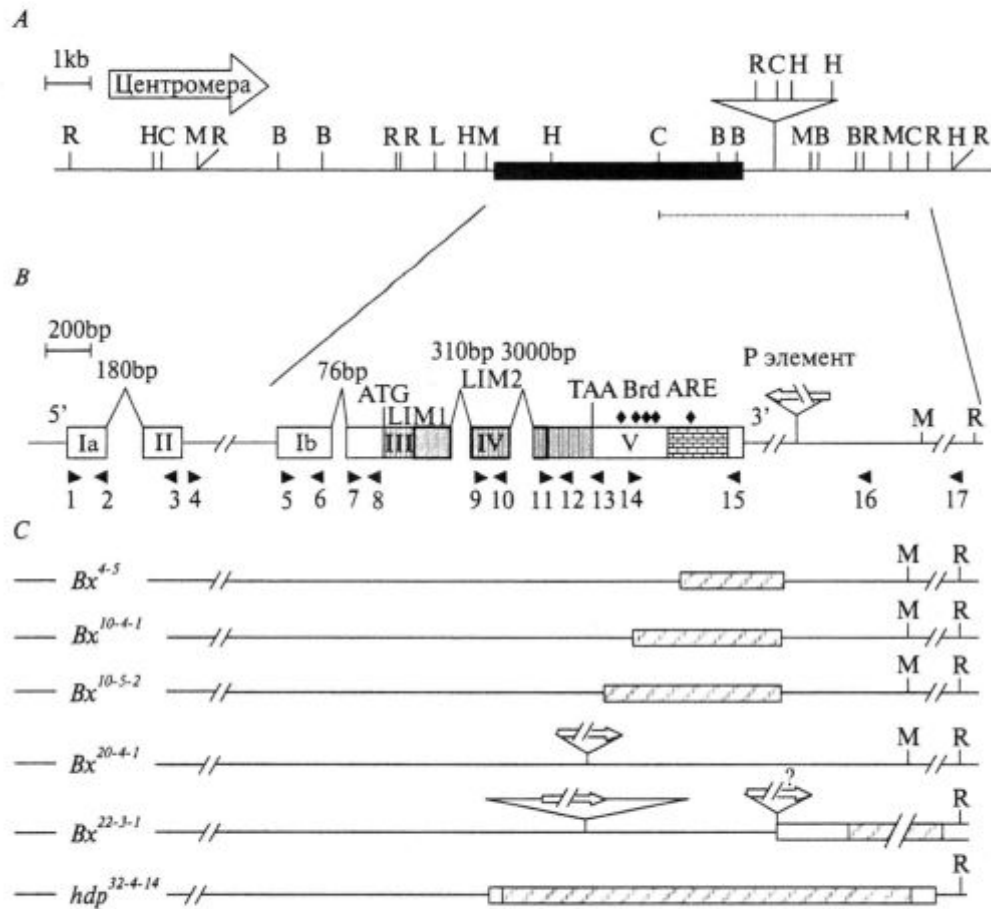 A
1kb
Центромера
R C H H
R HC M R B B RR L H M H C B B M B B R M C R H R
B
200bp
180bp 76bp 310bp 3000bp P элемент
ATG LIM1 LIM2 TAA Brd ARE
5' Ia II Ib III IV V 3' M R
1 2 3 4 5 6 7 8 9 10 11 12 13 14 15 16 17
C
Bx⁴⁻⁵ M R
Bx¹⁰⁻⁴⁻¹ M R
Bx¹⁰⁻⁵⁻² M R
Bx²⁰⁻⁴⁻¹ M R
Bx²²⁻³⁻¹ ? R
hdp³²⁻⁴⁻¹⁴ R